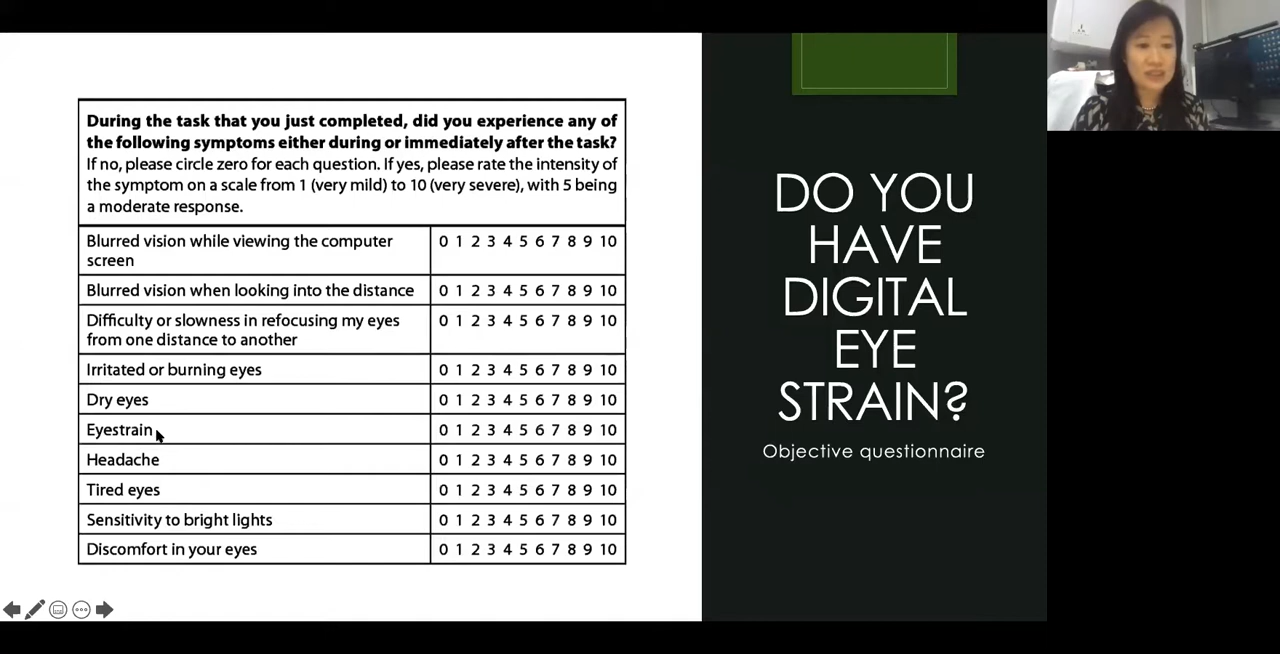 During the task that you just completed, did you experience any of
the following symptoms either during or immediately after the task?
If no, please circle zero for each question. If yes, please rate the intensity of
the symptom on a scale from 1 (very mild) to 10 (very severe), with 5 being
a moderate response.
Blurred vision while viewing the computer
screen
0 1 2 3 4 5 6 7 8 9 10
Blurred vision when looking into the distance
0 1 2 3 4 5 6 7 8 9 10
Difficulty or slowness in refocusing my eyes
from one distance to another
0 1 2 3 4 5 6 7 8 9 10
Irritated or burning eyes
0 1 2 3 4 5 6 7 8 9 10
Dry eyes
0 1 2 3 4 5 6 7 8 9 10
Eyestrain
0 1 2 3 4 5 6 7 8 9 10
Headache
0 1 2 3 4 5 6 7 8 9 10
Tired eyes
0 1 2 3 4 5 6 7 8 9 10
Sensitivity to bright lights
0 1 2 3 4 5 6 7 8 9 10
Discomfort in your eyes
0 1 2 3 4 5 6 7 8 9 10
DO YOU
HAVE
DIGITAL
EYE
STRAIN?
Objective questionnaire